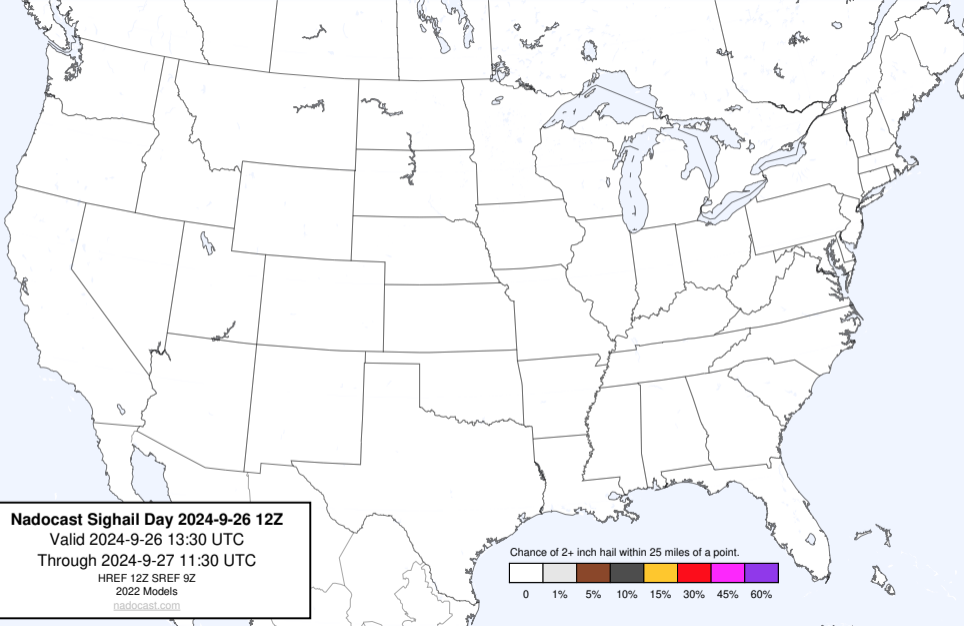 Nadocast Sighail Day 2024-9-26 12Z
Valid 2024-9-26 13:30 UTC
Through 2024-9-27 11:30 UTC
HREF 12Z SREF 9Z
2022 Models
nadocast.com
Chance of 2+ inch hail within 25 miles of a point.
0 1% 5% 10% 15% 30% 45% 60%